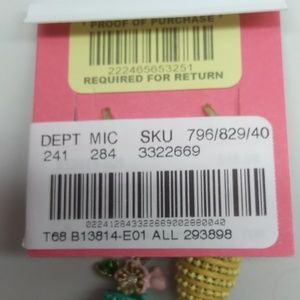 * PROOF OF PURCHASE *
222465653251
REQUIRED FOR RETURN
DEPT MIC SKU 796/829/40
241 284 3322669
022412843322669002880040
T68 B13814-E01 ALL 293898